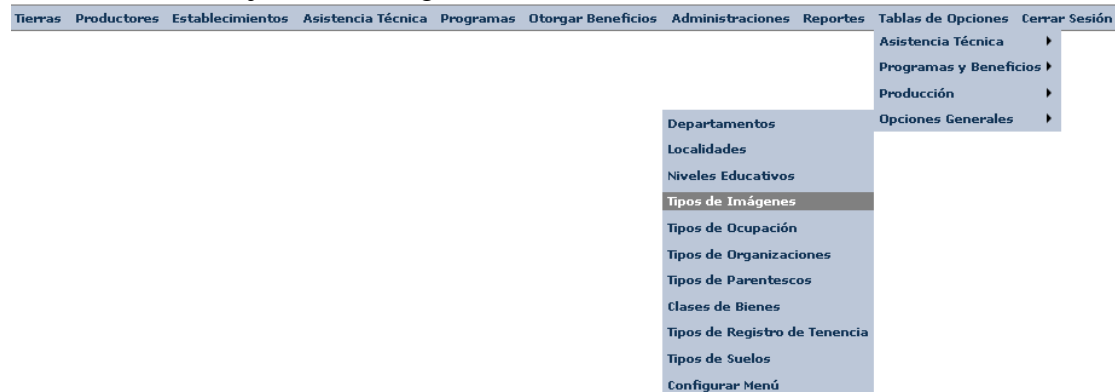 Tierras Productores Establecimientos Asistencia Técnica Programas Otorgar Beneficios Administraciones Reportes Tablas de Opciones Cerrar Sesión
Asistencia Técnica
Programas y Beneficios
Producción
Opciones Generales
Departamentos
Localidades
Niveles Educativos
Tipos de Imágenes
Tipos de Ocupación
Tipos de Organizaciones
Tipos de Parentescos
Clases de Bienes
Tipos de Registro de Tenencia
Tipos de Suelos
Configurar Menú